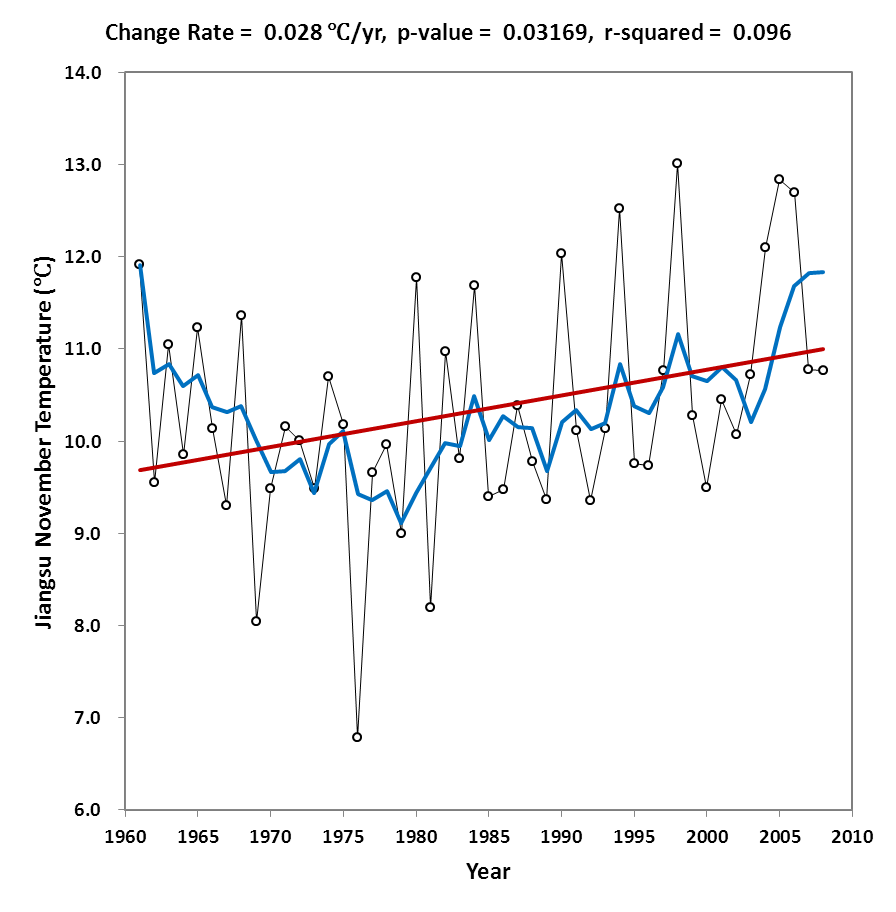 Change Rate = 0.028 ℃/yr, p-value = 0.03169, r-squared = 0.096
14.0
13.0
12.0
11.0
10.0
9.0
8.0
7.0
6.0
Jiangsu November Temperature (℃)
1960 1965 1970 1975 1980 1985 1990 1995 2000 2005 2010
Year